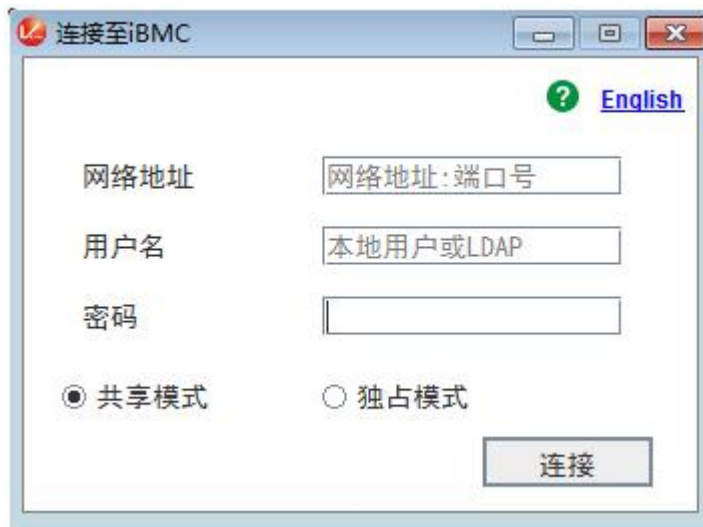 连接至iBMC
English
网络地址 网络地址:端口号
用户名 本地用户或LDAP
密码
共享模式 独占模式
连接